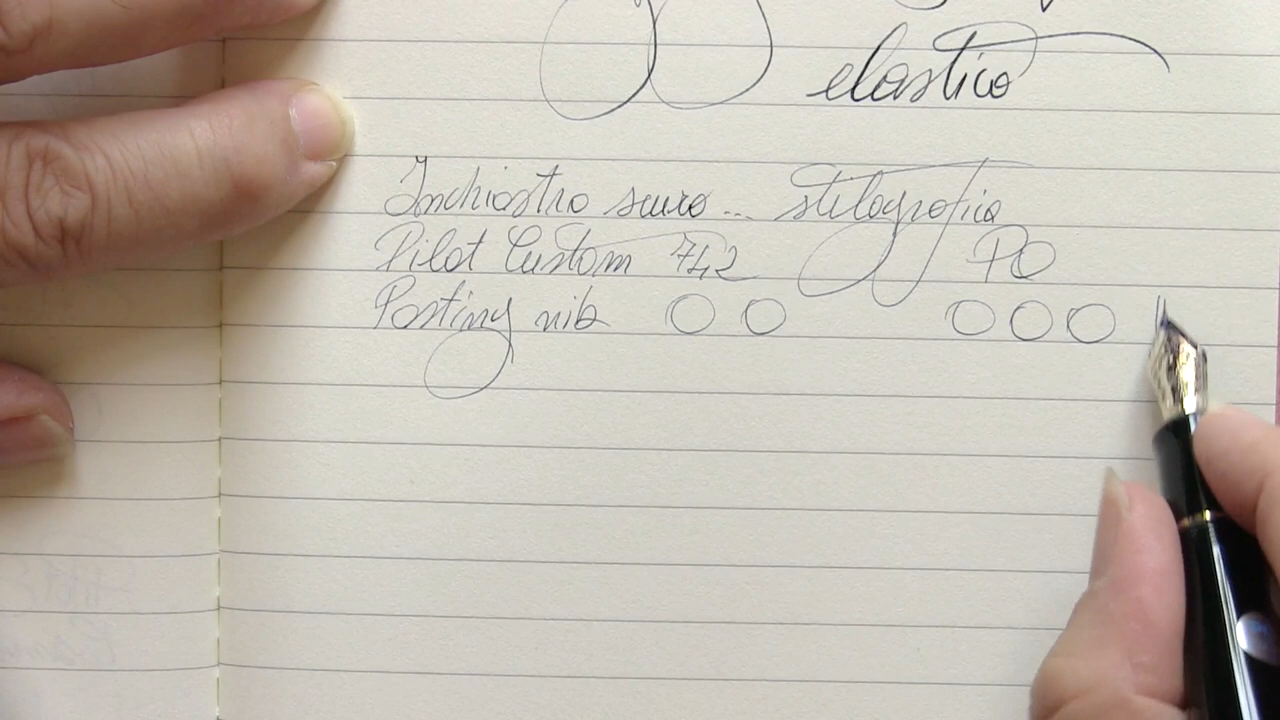 elastico
Inchiostro scuro... stilografica
Pilot Custom 742 PO
Posting nib